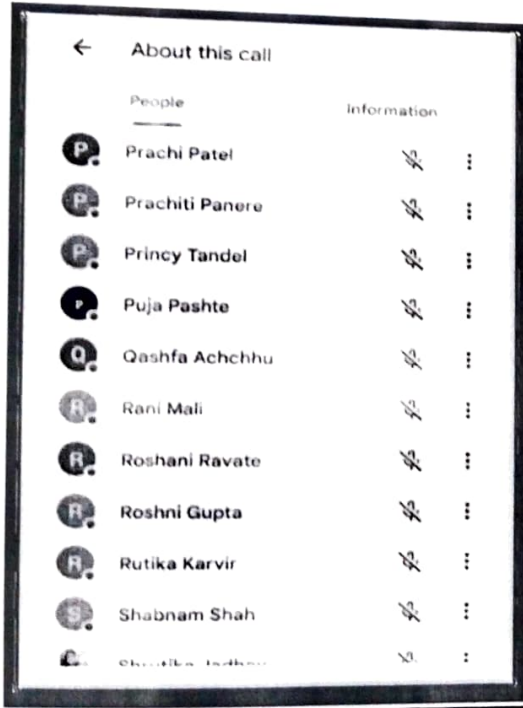 ← About this call
People Information
P Prachi Patel
P Prachiti Panere
P Princy Tandel
P Puja Pashte
Q Qashfa Achchhu
R Rani Mali
R Roshani Ravate
R Roshni Gupta
R Rutika Karvir
S Shabnam Shah